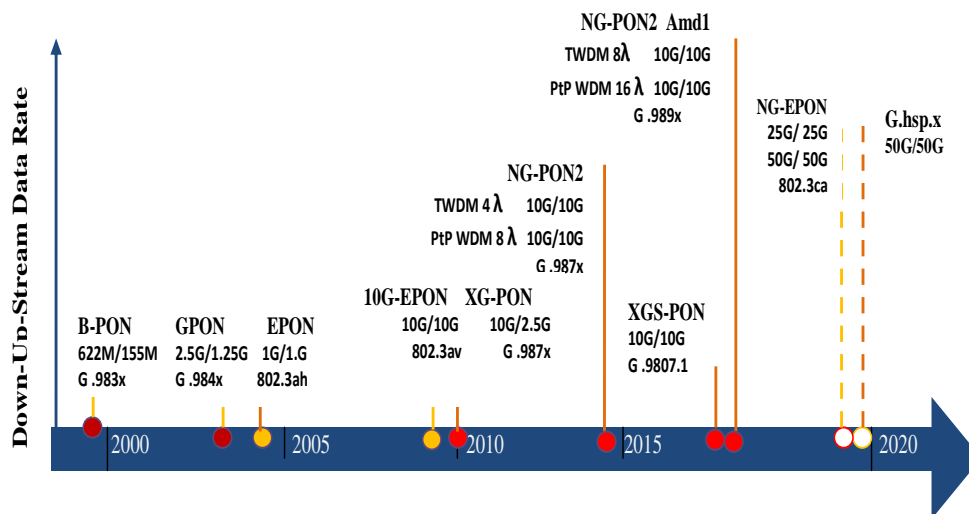 Down-Up-Stream Data Rate
NG-PON2 Amd1
TWDM 8λ 10G/10G
PtP WDM 16 λ 10G/10G
G .989x
NG-EPON
25G/ 25G
50G/ 50G
802.3ca
G.hsp.x
50G/50G
NG-PON2
TWDM 4 λ 10G/10G
PtP WDM 8 λ 10G/10G
G .987x
B-PON
622M/155M
G .983x
GPON
2.5G/1.25G
G .984x
EPON
1G/1.G
802.3ah
10G-EPON
10G/10G
802.3av
XG-PON
10G/2.5G
G .987x
XGS-PON
10G/10G
G .9807.1
2000
2005
2010
2015
2020